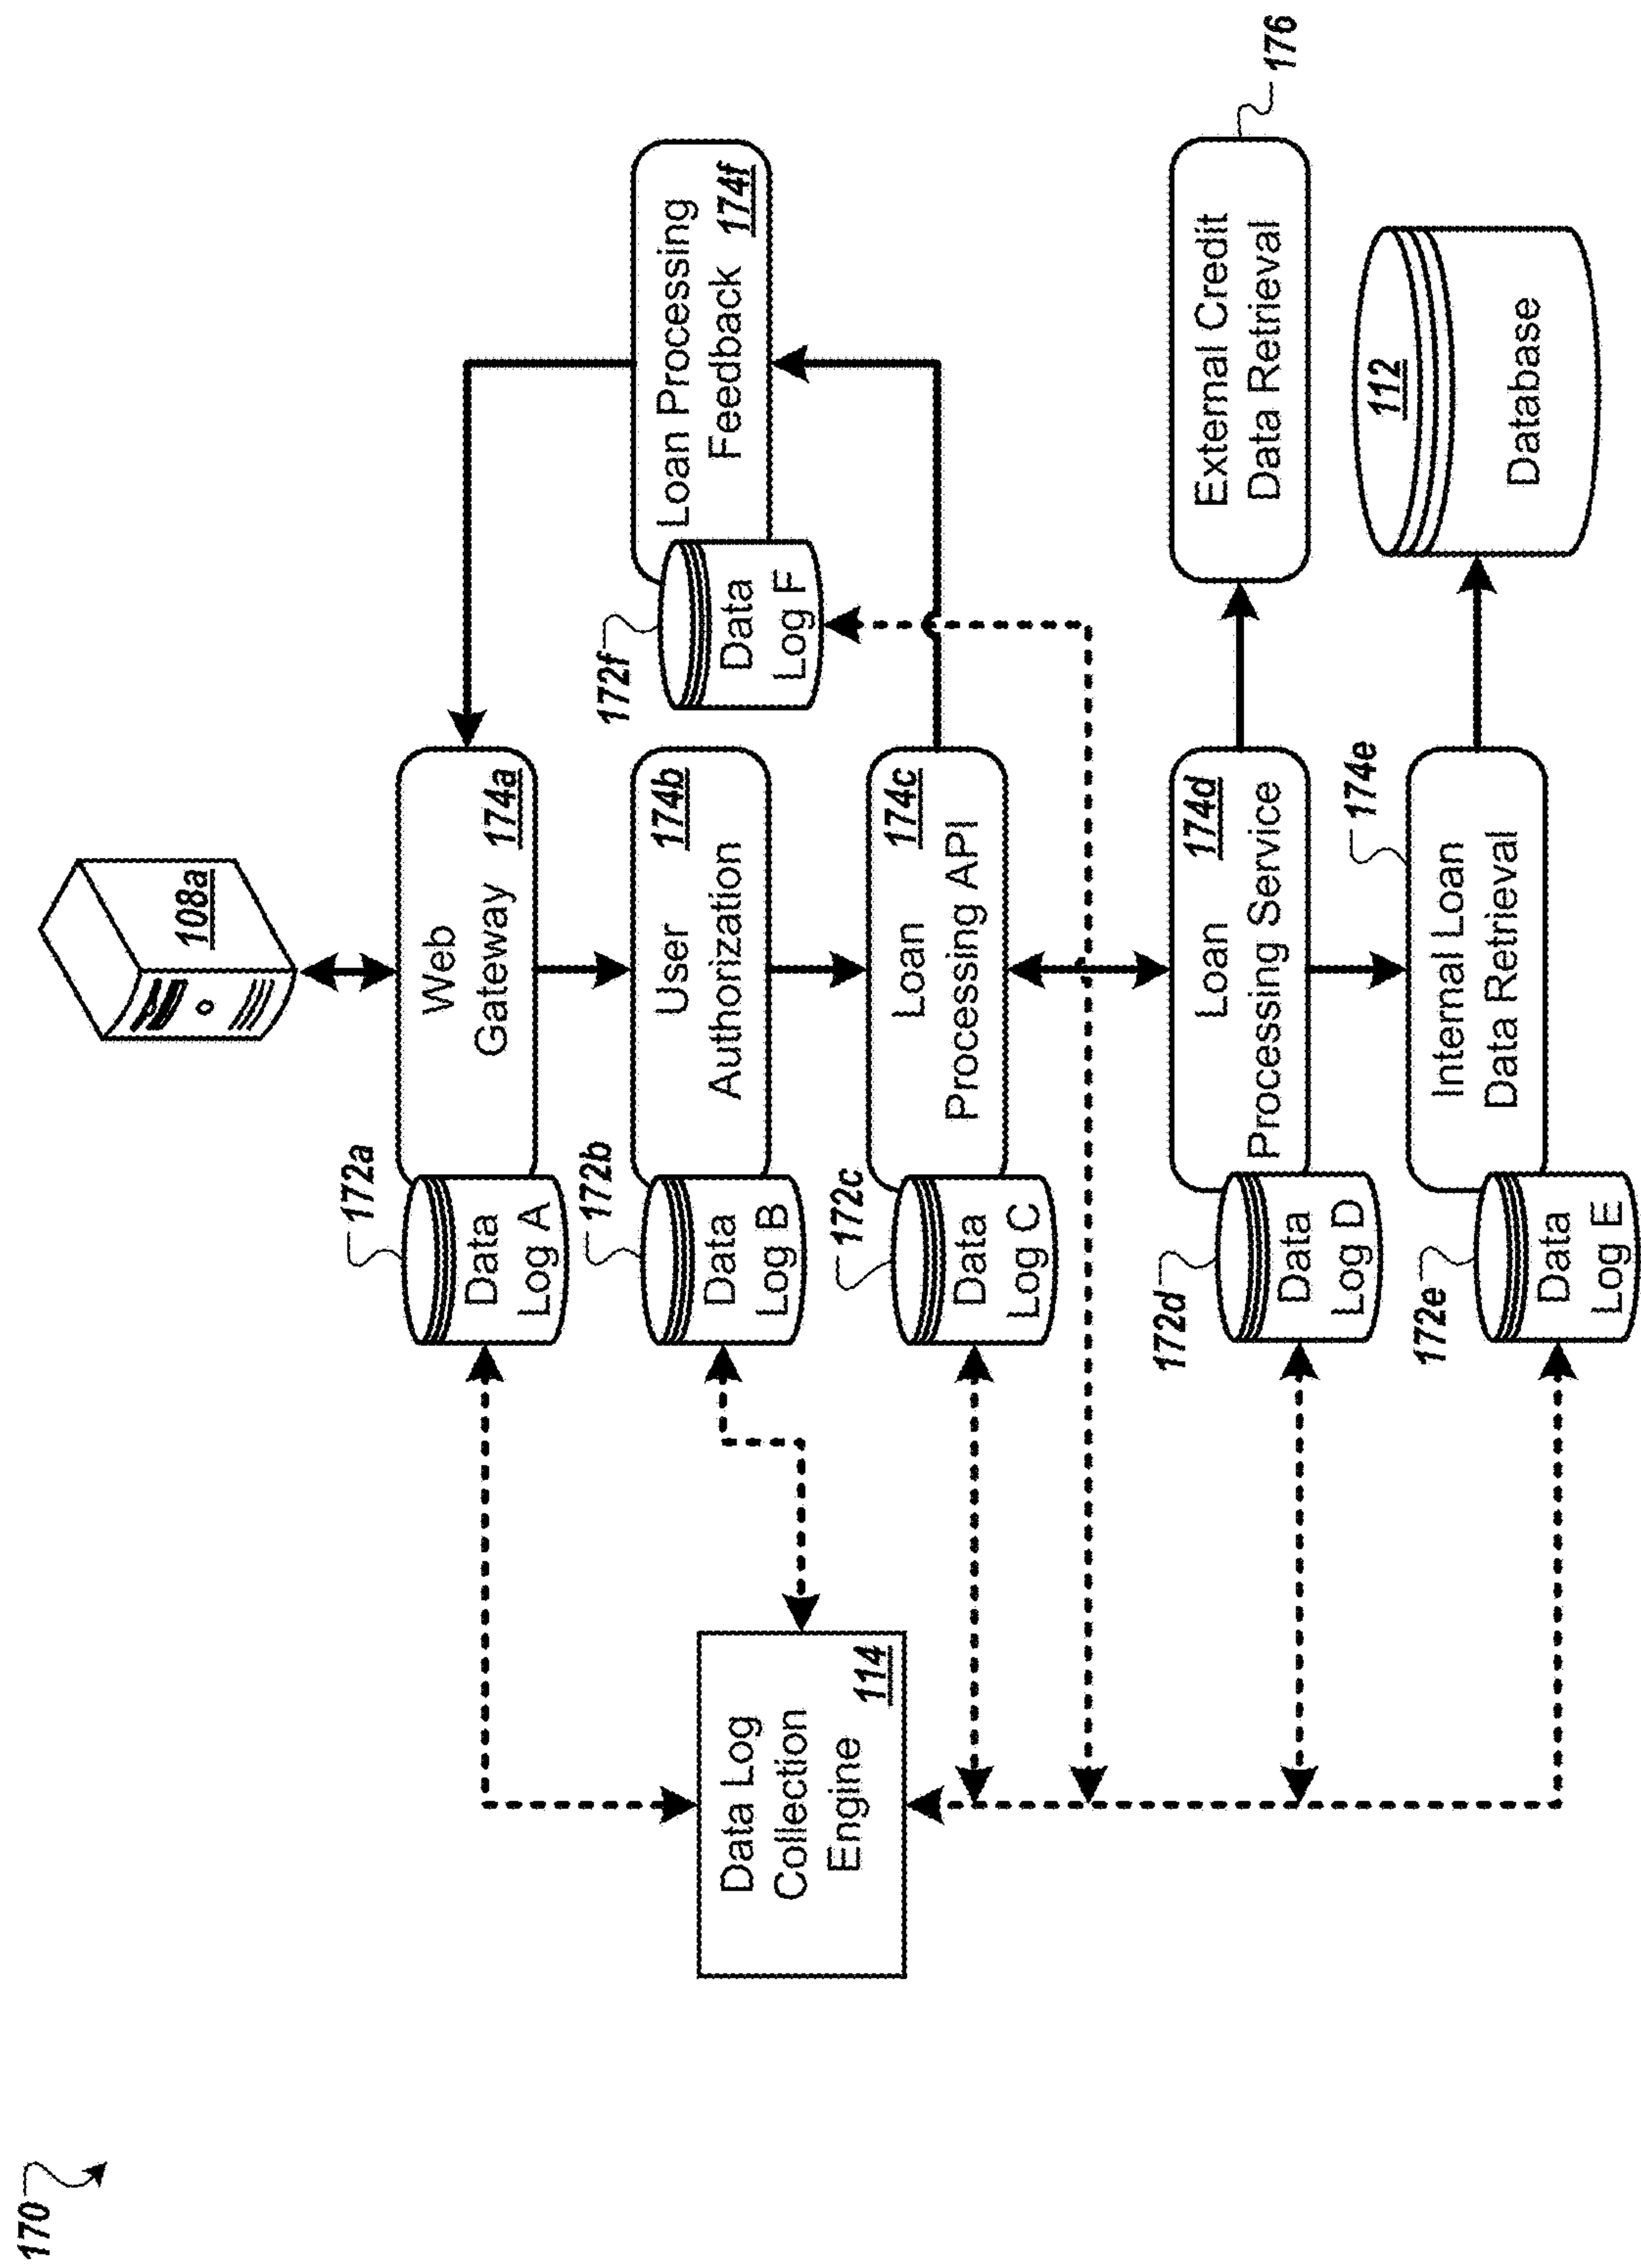 170
108a
172a
Web
Gateway
174a
Data
Log A
172b
User
Authorization
174b
Data
Log B
172f
Loan Processing
Feedback 174f
Data
Log F
Data Log
Collection
Engine
114
172c
Loan
Processing API
174c
Data
Log C
172d
Loan
Processing Service
174d
Data
Log D
External Credit
Data Retrieval
176
172e
Internal Loan
Data Retrieval
174e
Data
Log E
112
Database